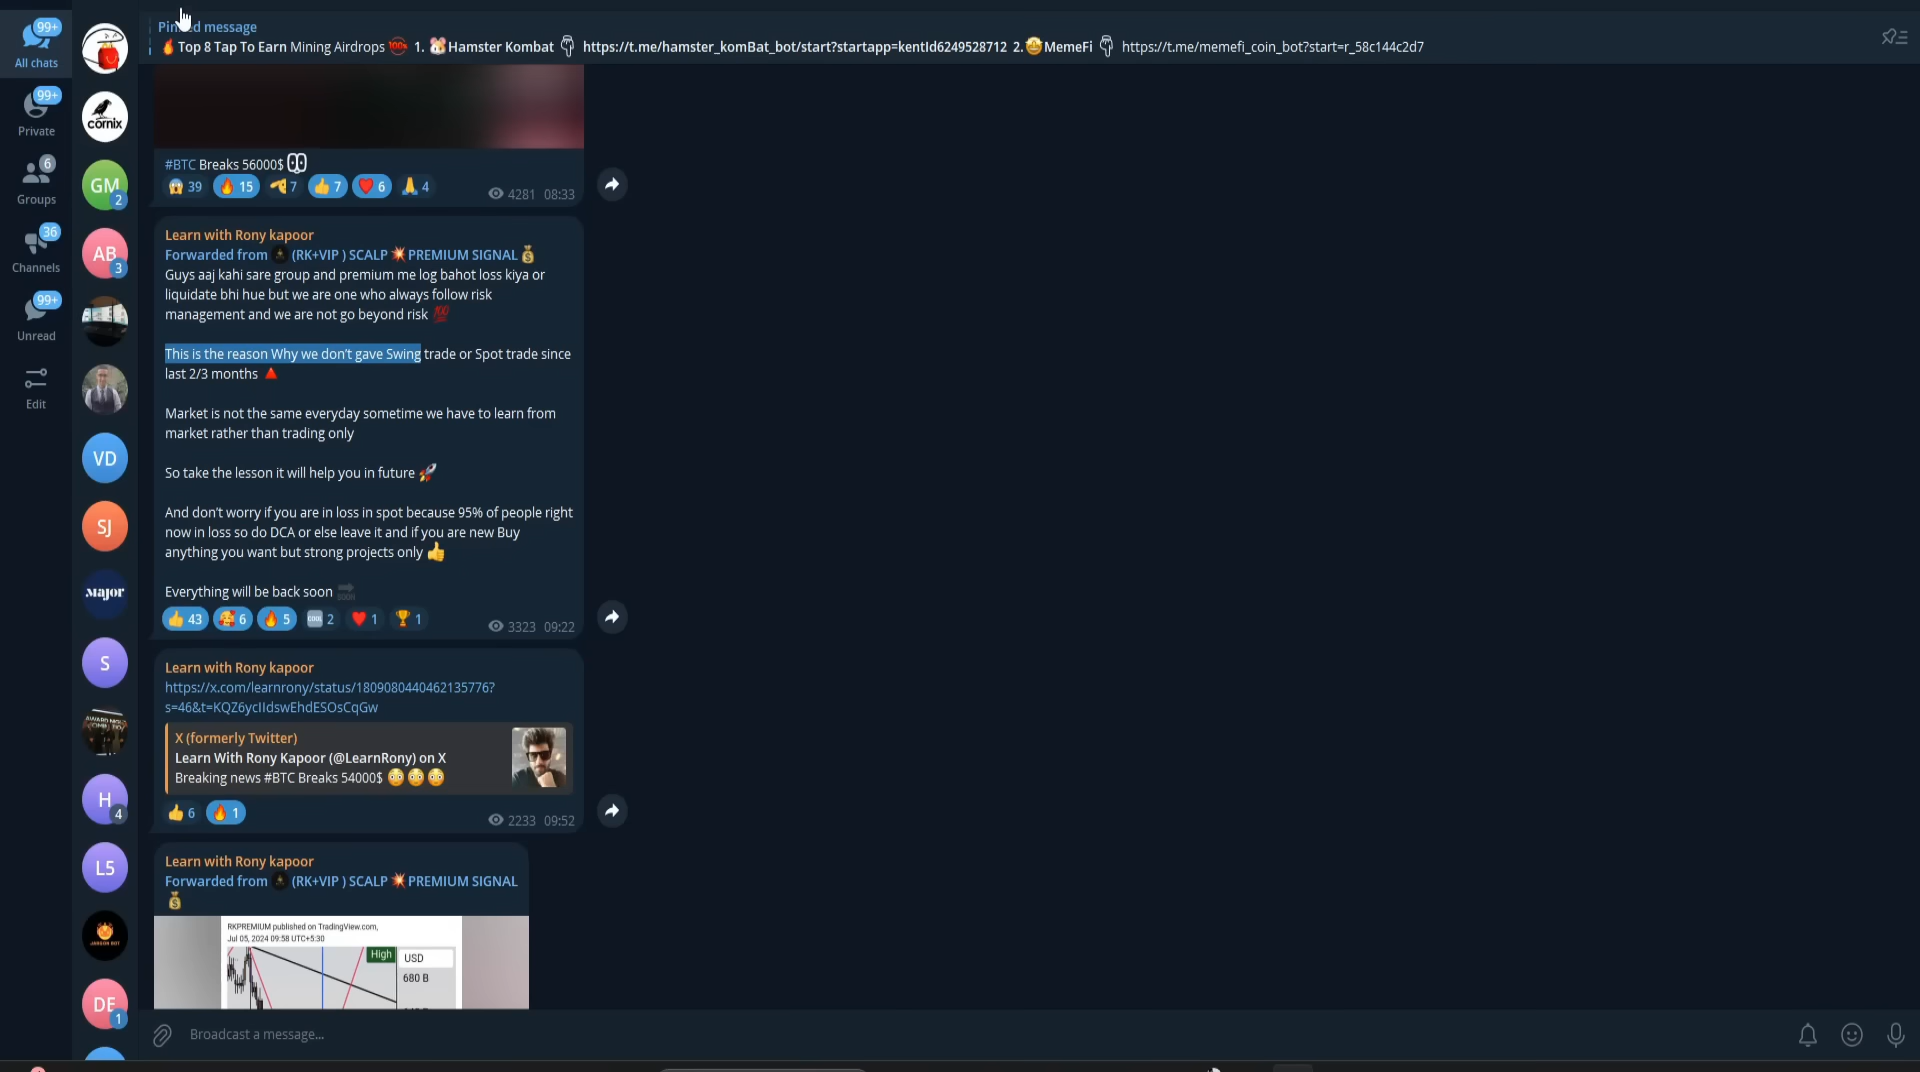 99+
All chats
99+
Private
6
Groups
36
Channels
99+
Unread
Edit
cornix
GM
2
AB
3
VD
SJ
major
S
H
4
L5
DE
1
Pinned message
🔥Top 8 Tap To Earn Mining Airdrops 💯 1. 🐹Hamster Kombat 👇 https://t.me/hamster_komBat_bot/start?startapp=kentId6249528712 2.🤩MemeFi 👇 https://t.me/memefi_coin_bot?start=r_58c144c2d7
#BTC Breaks 56000$ 👀
😱 39 🔥 15 🫡 7 👍 7 ❤️ 6 🙏 4 4281 08:33
Learn with Rony kapoor
Forwarded from (RK+VIP ) SCALP 💥PREMIUM SIGNAL💰
Guys aaj kahi sare group and premium me log bahot loss kiya or
liquidate bhi hue but we are one who always follow risk
management and we are not go beyond risk 💯
This is the reason Why we don't gave Swing trade or Spot trade since
last 2/3 months 🔺
Market is not the same everyday sometime we have to learn from
market rather than trading only
So take the lesson it will help you in future 🚀
And don't worry if you are in loss in spot because 95% of people right
now in loss so do DCA or else leave it and if you are new Buy
anything you want but strong projects only 👍
Everything will be back soon 🔜
👍 43 🥰 6 🔥 5 🆒 2 ❤️ 1 🏆 1 3323 09:22
Learn with Rony kapoor
https://x.com/learnrony/status/1809080440462135776?
s=46&t=KQZ6ycIIdswEhdESOsCqGw
X (formerly Twitter)
Learn With Rony Kapoor (@LearnRony) on X
Breaking news #BTC Breaks 54000$ 😳😳😳
👍 6 🔥 1 2233 09:52
Learn with Rony kapoor
Forwarded from (RK+VIP ) SCALP 💥PREMIUM SIGNAL
💰
RKPREMIUM published on TradingView.com,
Jul 05, 2024 09:58 UTC+5:30
High
USD
680 B
Broadcast a message...